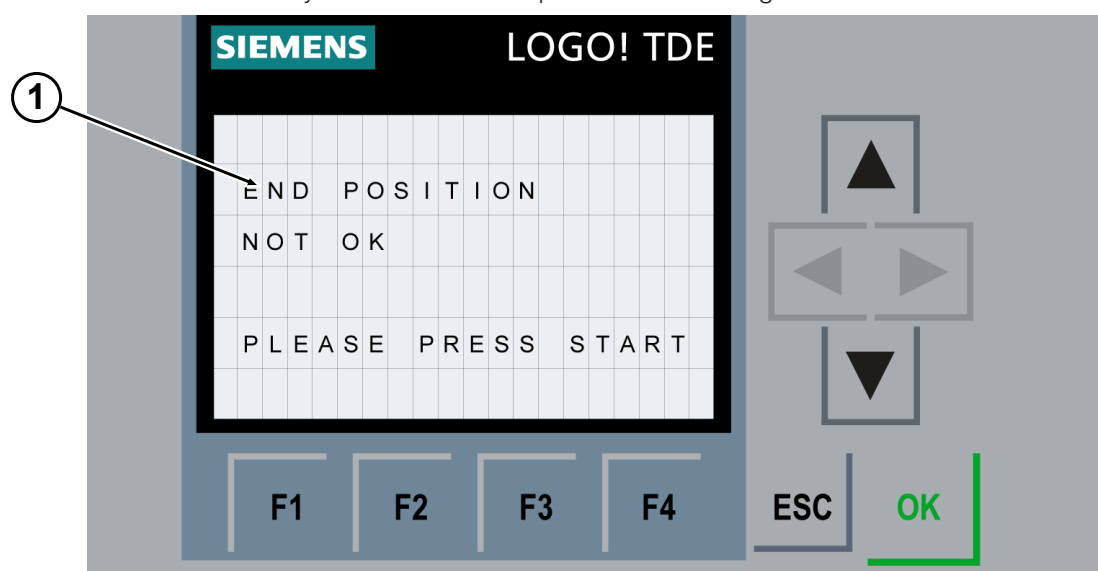 SIEMENS LOGO! TDE
1
END POSITION
NOT OK
PLEASE PRESS START
F1 F2 F3 F4 ESC OK